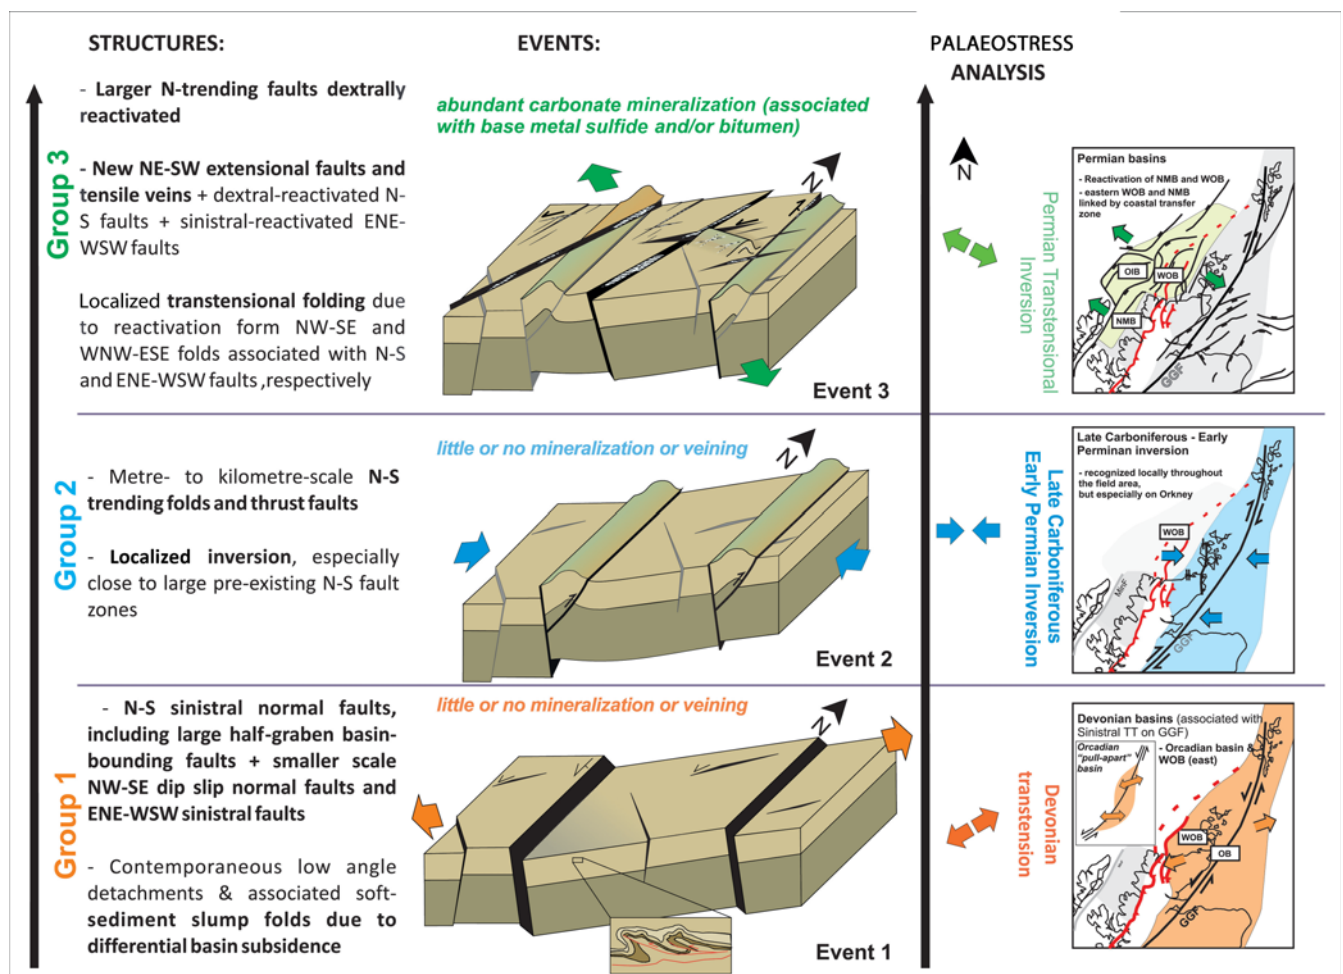 STRUCTURES:
EVENTS:
PALAEOSTRESS
ANALYSIS
Group 3
- Larger N-trending faults dextrally
reactivated
- New NE-SW extensional faults and
tensile veins + dextral-reactivated N-
S faults + sinistral-reactivated ENE-
WSW faults
Localized transtensional folding due
to reactivation form NW-SE and
WNW-ESE folds associated with N-S
and ENE-WSW faults ,respectively
abundant carbonate mineralization (associated
with base metal sulfide and/or bitumen)
N
Event 3
N
Permian Transtensional
Inversion
Permian basins
- Reactivation of NMB and WOB
- eastern WOB and NMB
linked by coastal transfer
zone
OIB
WOB
NMB
GGF
Group 2
- Metre- to kilometre-scale N-S
trending folds and thrust faults
- Localized inversion, especially
close to large pre-existing N-S fault
zones
little or no mineralization or veining
N
Event 2
Late Carboniferous
Early Permian Inversion
Late Carboniferous - Early
Perminan inversion
- recognized locally throughout
the field area,
but especially on Orkney
WOB
MinF
GGF
Group 1
- N-S sinistral normal faults,
including large half-graben basin-
bounding faults + smaller scale
NW-SE dip slip normal faults and
ENE-WSW sinistral faults
- Contemporaneous low angle
detachments & associated soft-
sediment slump folds due to
differential basin subsidence
little or no mineralization or veining
N
Event 1
Devonian
transtension
Devonian basins (associated with
Sinistral TT on GGF)
Orcadian
"pull-apart"
basin
- Orcadian basin &
WOB (east)
WOB
OB
GGF